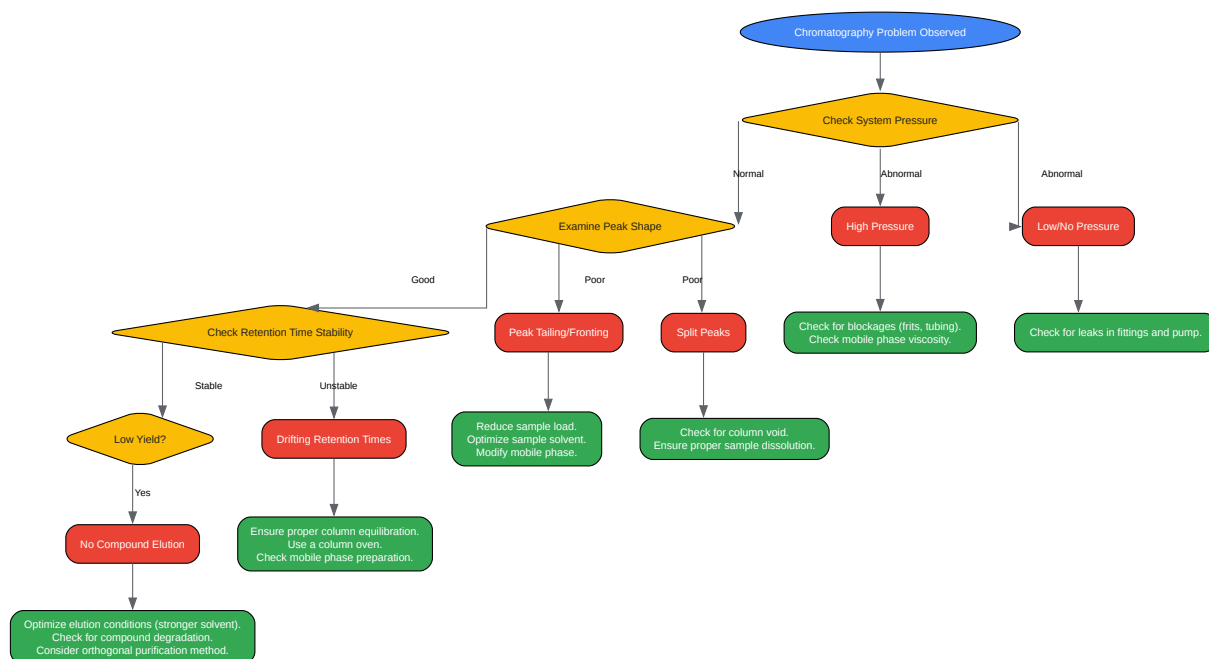 Chromatography Problem Observed
Check System Pressure
Normal
Abnormal
Abnormal
Examine Peak Shape
High Pressure
Low/No Pressure
Good
Poor
Poor
Check Retention Time Stability
Peak Tailing/Fronting
Split Peaks
Check for blockages (frits, tubing).
Check mobile phase viscosity.
Check for leaks in fittings and pump.
Stable
Unstable
Low Yield?
Drifting Retention Times
Reduce sample load.
Optimize sample solvent.
Modify mobile phase.
Check for column void.
Ensure proper sample dissolution.
Yes
No Compound Elution
Ensure proper column equilibration.
Use a column oven.
Check mobile phase preparation.
Optimize elution conditions (stronger solvent).
Check for compound degradation.
Consider orthogonal purification method.